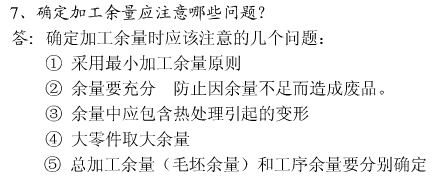 7、确定加工余量应注意哪些问题?
答: 确定加工余量时应该注意的几个问题:
① 采用最小加工余量原则
② 余量要充分 防止因余量不足而造成废品。
③ 余量中应包含热处理引起的变形
④ 大零件取大余量
⑤ 总加工余量（毛坯余量）和工序余量要分别确定